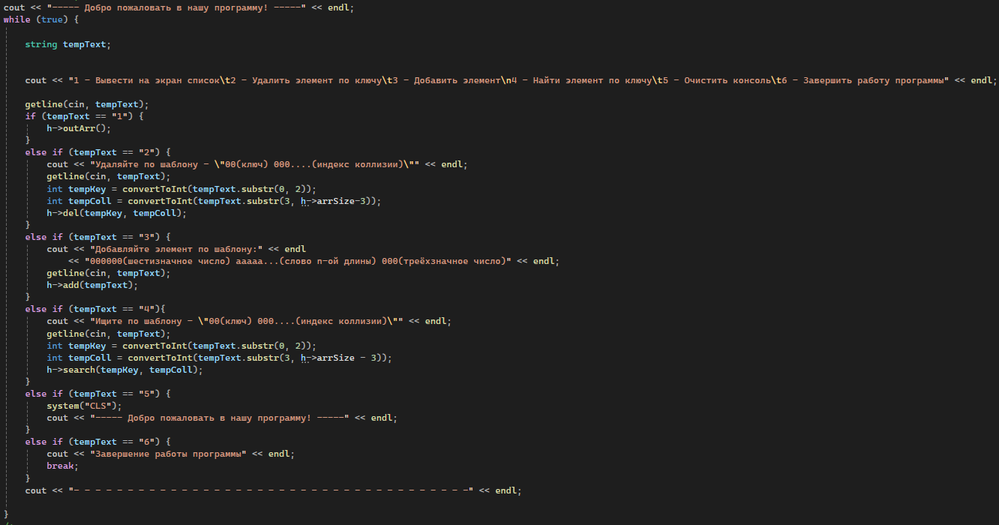 cout << "----- Добро пожаловать в нашу программу! -----" << endl;
while (true) {
string tempText;
cout << "1 - Вывести на экран список\t2 - Удалить элемент по ключу\t3 - Добавить элемент\n4 - Найти элемент по ключу\t5 - Очистить консоль\t6 - Завершить работу программы" << endl;
getline(cin, tempText);
if (tempText == "1") {
h->outArr();
}
else if (tempText == "2") {
cout << "Удаляйте по шаблону - \"00(ключ) 000....(индекс коллизии)\"" << endl;
getline(cin, tempText);
int tempKey = convertToInt(tempText.substr(0, 2));
int tempColl = convertToInt(tempText.substr(3, h->arrSize-3));
h->del(tempKey, tempColl);
}
else if (tempText == "3") {
cout << "Добавляйте элемент по шаблону:" << endl
<< "000000(шестизначное число) ааааа...(слово n-ой длины) 000(треёхзначное число)" << endl;
getline(cin, tempText);
h->add(tempText);
}
else if (tempText == "4"){
cout << "Ищите по шаблону - \"00(ключ) 000....(индекс коллизии)\"" << endl;
getline(cin, tempText);
int tempKey = convertToInt(tempText.substr(0, 2));
int tempColl = convertToInt(tempText.substr(3, h->arrSize - 3));
h->search(tempKey, tempColl);
}
else if (tempText == "5") {
system("CLS");
cout << "----- Добро пожаловать в нашу программу! -----" << endl;
}
else if (tempText == "6") {
cout << "Завершение работы программы" << endl;
break;
}
cout << "- - - - - - - - - - - - - - - - - - - - - - - - - - - - - - - - - - - - -" << endl;
}